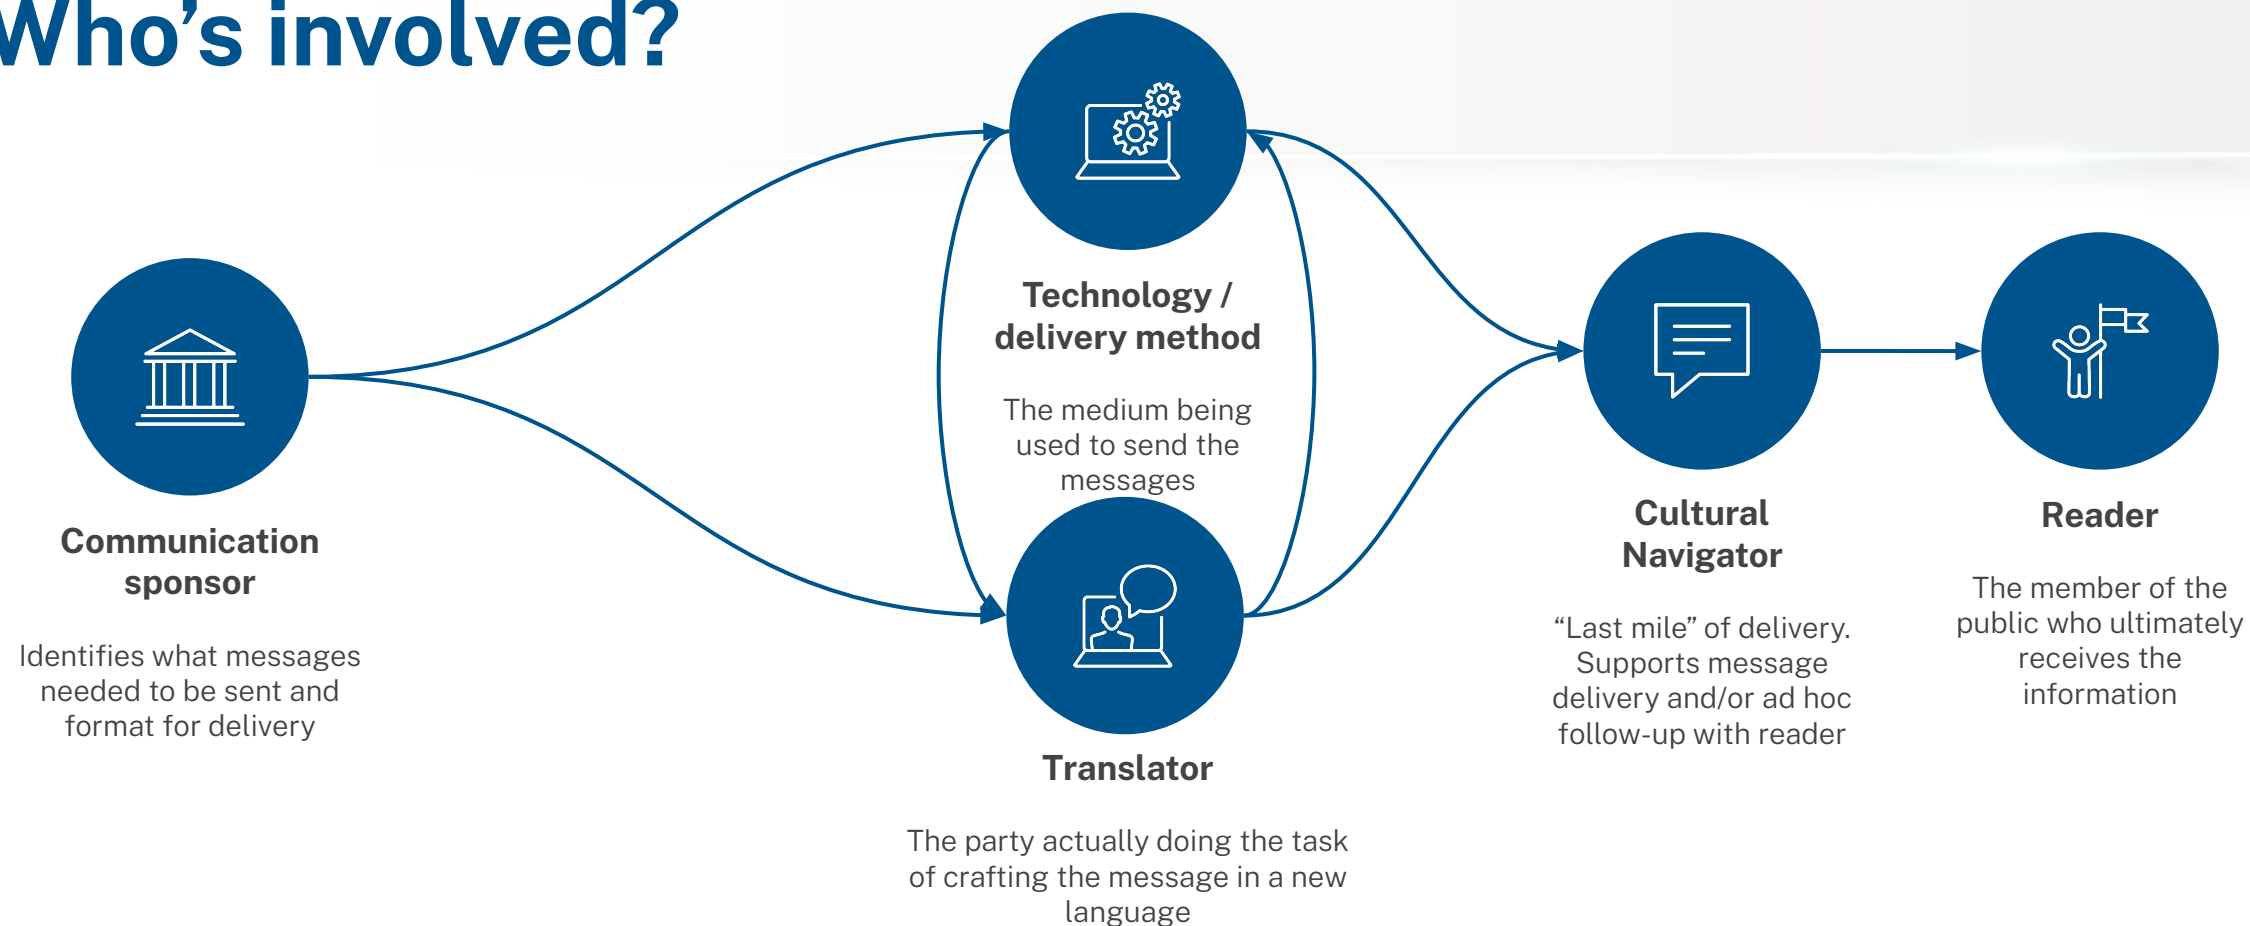 Who’s involved?
Communication
sponsor
Identifies what messages
needed to be sent and
format for delivery
Technology /
delivery method
The medium being
used to send the
messages
Translator
The party actually doing the task
of crafting the message in a new
language
Cultural
Navigator
“Last mile” of delivery.
Supports message
delivery and/or ad hoc
follow-up with reader
Reader
The member of the
public who ultimately
receives the
information